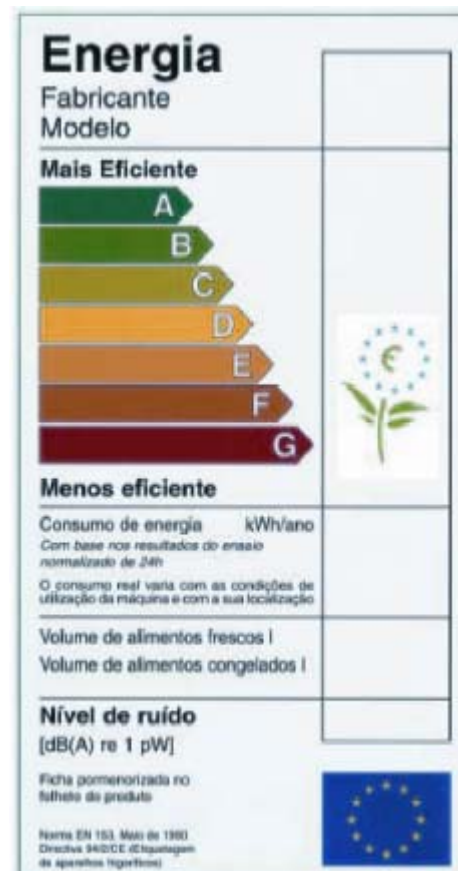 Energia
Fabricante
Modelo
Mais Eficiente
A
B
C
D
E
F
G
Menos eficiente
Consumo de energia kWh/ano
Com base nos resultados do ensaio
normalizado de 24h
O consumo real varia com as condições de
utilização da máquina e com a sua localização
Volume de alimentos frescos l
Volume de alimentos congelados l
Nível de ruído
[dB(A) re 1 pW]
Ficha pormenorizada no
folheto do produto
Norma EN 153, Maio de 1990
Directiva 94/2/CE (Etiquetagem
de aparelhos frigoríficos)